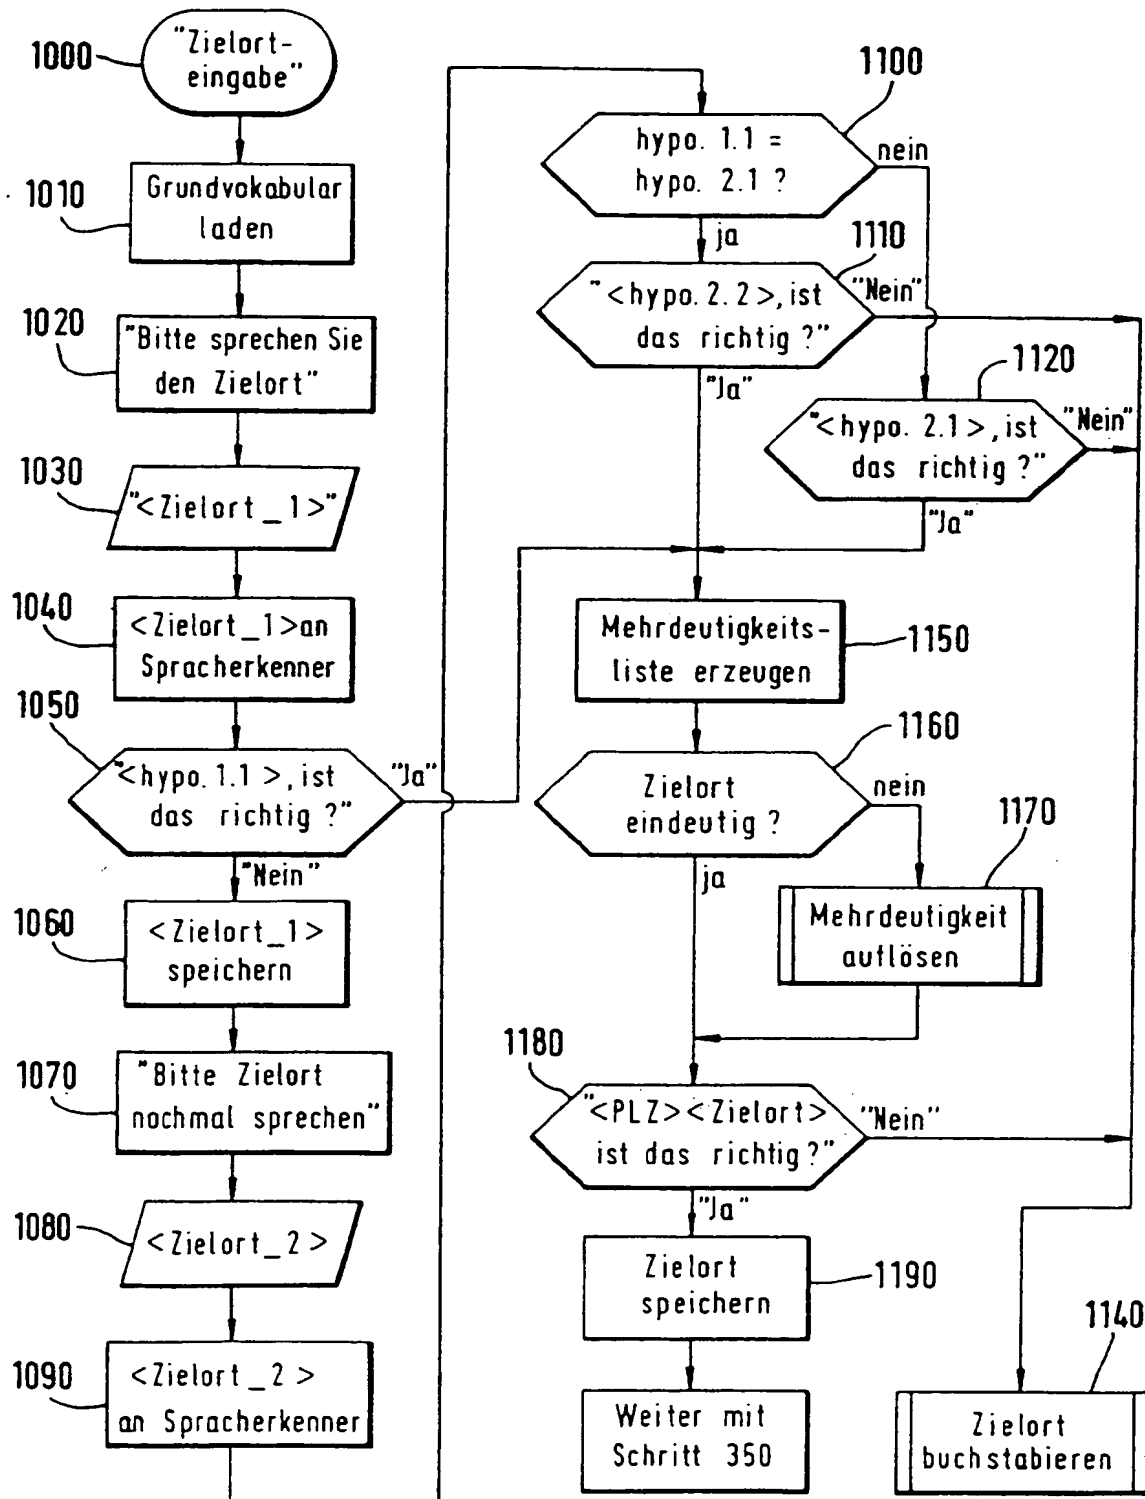 1000
"Zielort-
eingabe"
1010
Grundvokabular
laden
1020
"Bitte sprechen Sie
den Zielort"
1030
"<Zielort_1>"
1040
<Zielort_1>an
Spracherkenner
1050
"<hypo.1.1>, ist
das richtig?"
"Ja"
"Nein"
1060
<Zielort_1>
speichern
1070
"Bitte Zielort
nochmal sprechen"
1080
<Zielort_2>
1090
<Zielort_2>
an Spracherkenner
1100
hypo. 1.1 =
hypo. 2.1 ?
nein
ja
1110
"<hypo.2.2>, ist
das richtig?"
"Nein"
"Ja"
1120
"<hypo. 2.1>, ist
das richtig?"
"Nein"
"Ja"
Mehrdeutigkeits-
liste erzeugen
1150
1160
Zielort
eindeutig ?
nein
ja
1170
Mehrdeutigkeit
auflösen
1180
"<PLZ><Zielort>
ist das richtig?"
"Nein"
"Ja"
Zielort
speichern
1190
Weiter mit
Schritt 350
1140
Zielort
buchstabieren